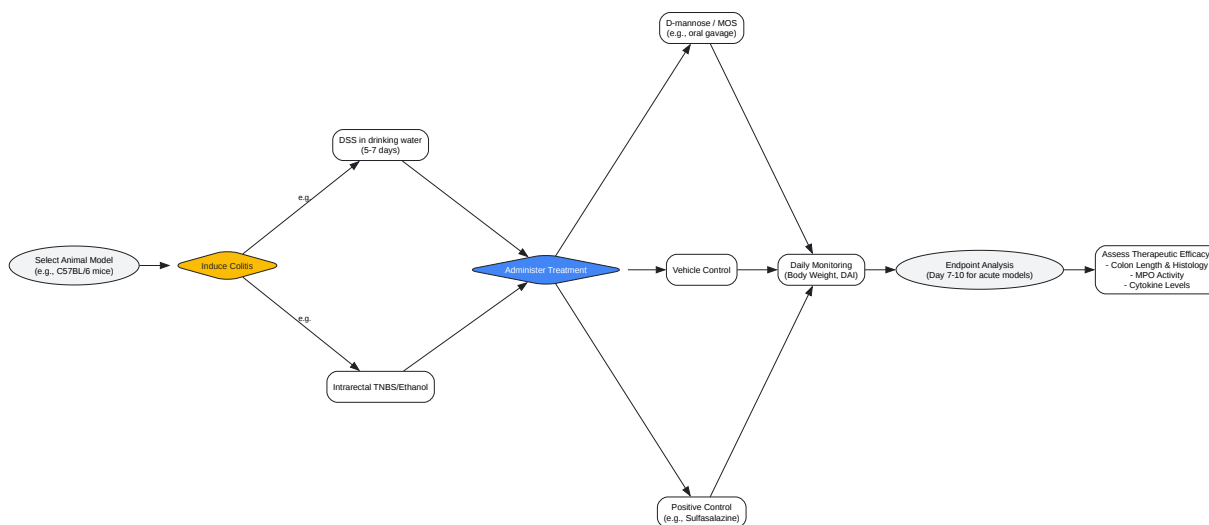 Select Animal Model
(e.g., C57BL/6 mice)
Induce Colitis
e.g.
e.g.
DSS in drinking water
(5-7 days)
Intrarectal TNBS/Ethanol
Administer Treatment
D-mannose / MOS
(e.g., oral gavage)
Vehicle Control
Positive Control
(e.g., Sulfasalazine)
Daily Monitoring
(Body Weight, DAI)
Endpoint Analysis
(Day 7-10 for acute models)
Assess Therapeutic Efficacy
- Colon Length & Histology
- MPO Activity
- Cytokine Levels